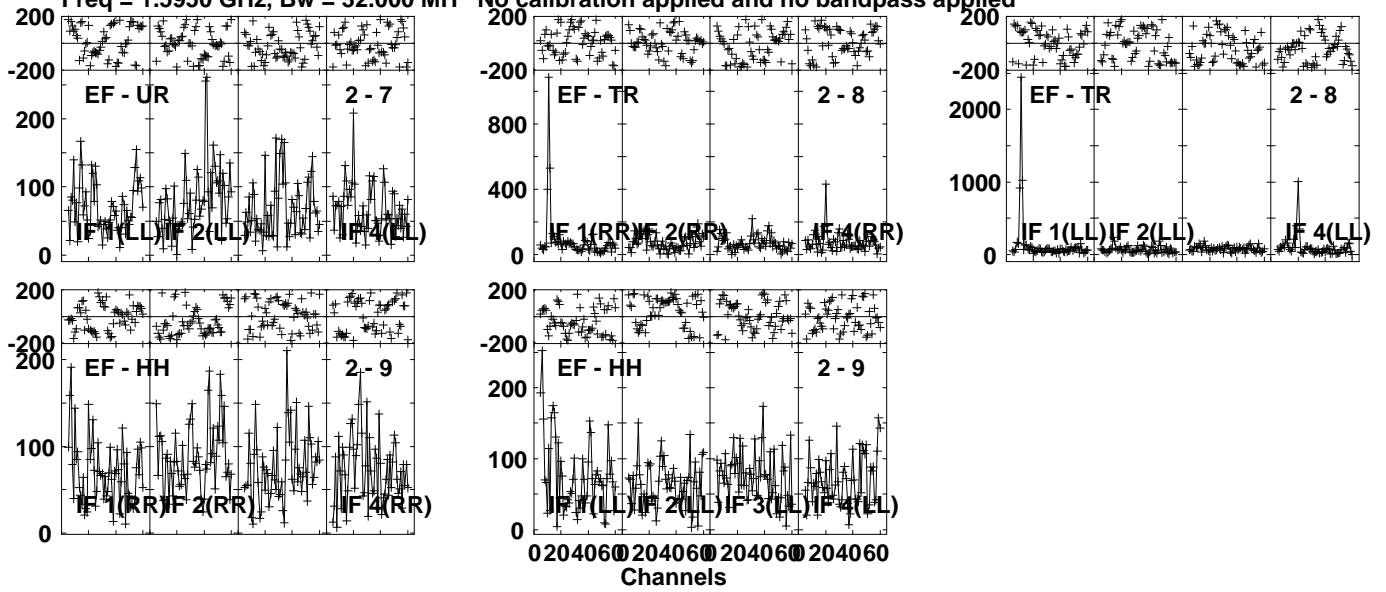 Freq = 1.5950 GHz, Bw = 32.000 MH No calibration applied and no bandpass applied
200
-200
EF - UR 2 - 7
200
100
0
IF 1(LL) IF 2(LL) IF 4(LL)
200
-200
EF - TR 2 - 8
800
400
0
IF 1(RR) IF 2(RR) IF 4(RR)
200
-200
EF - TR 2 - 8
2000
1000
0
IF 1(LL) IF 2(LL) IF 4(LL)
200
-200
200
EF - HH 2 - 9
100
0
IF 1(RR) IF 2(RR) IF 4(RR)
200
-200
EF - HH 2 - 9
200
100
0
IF 1(LL) IF 2(LL) IF 3(LL) IF 4(LL)
0 20 40 60 0 20 40 60 0 20 40 60 0 20 40 60
Channels